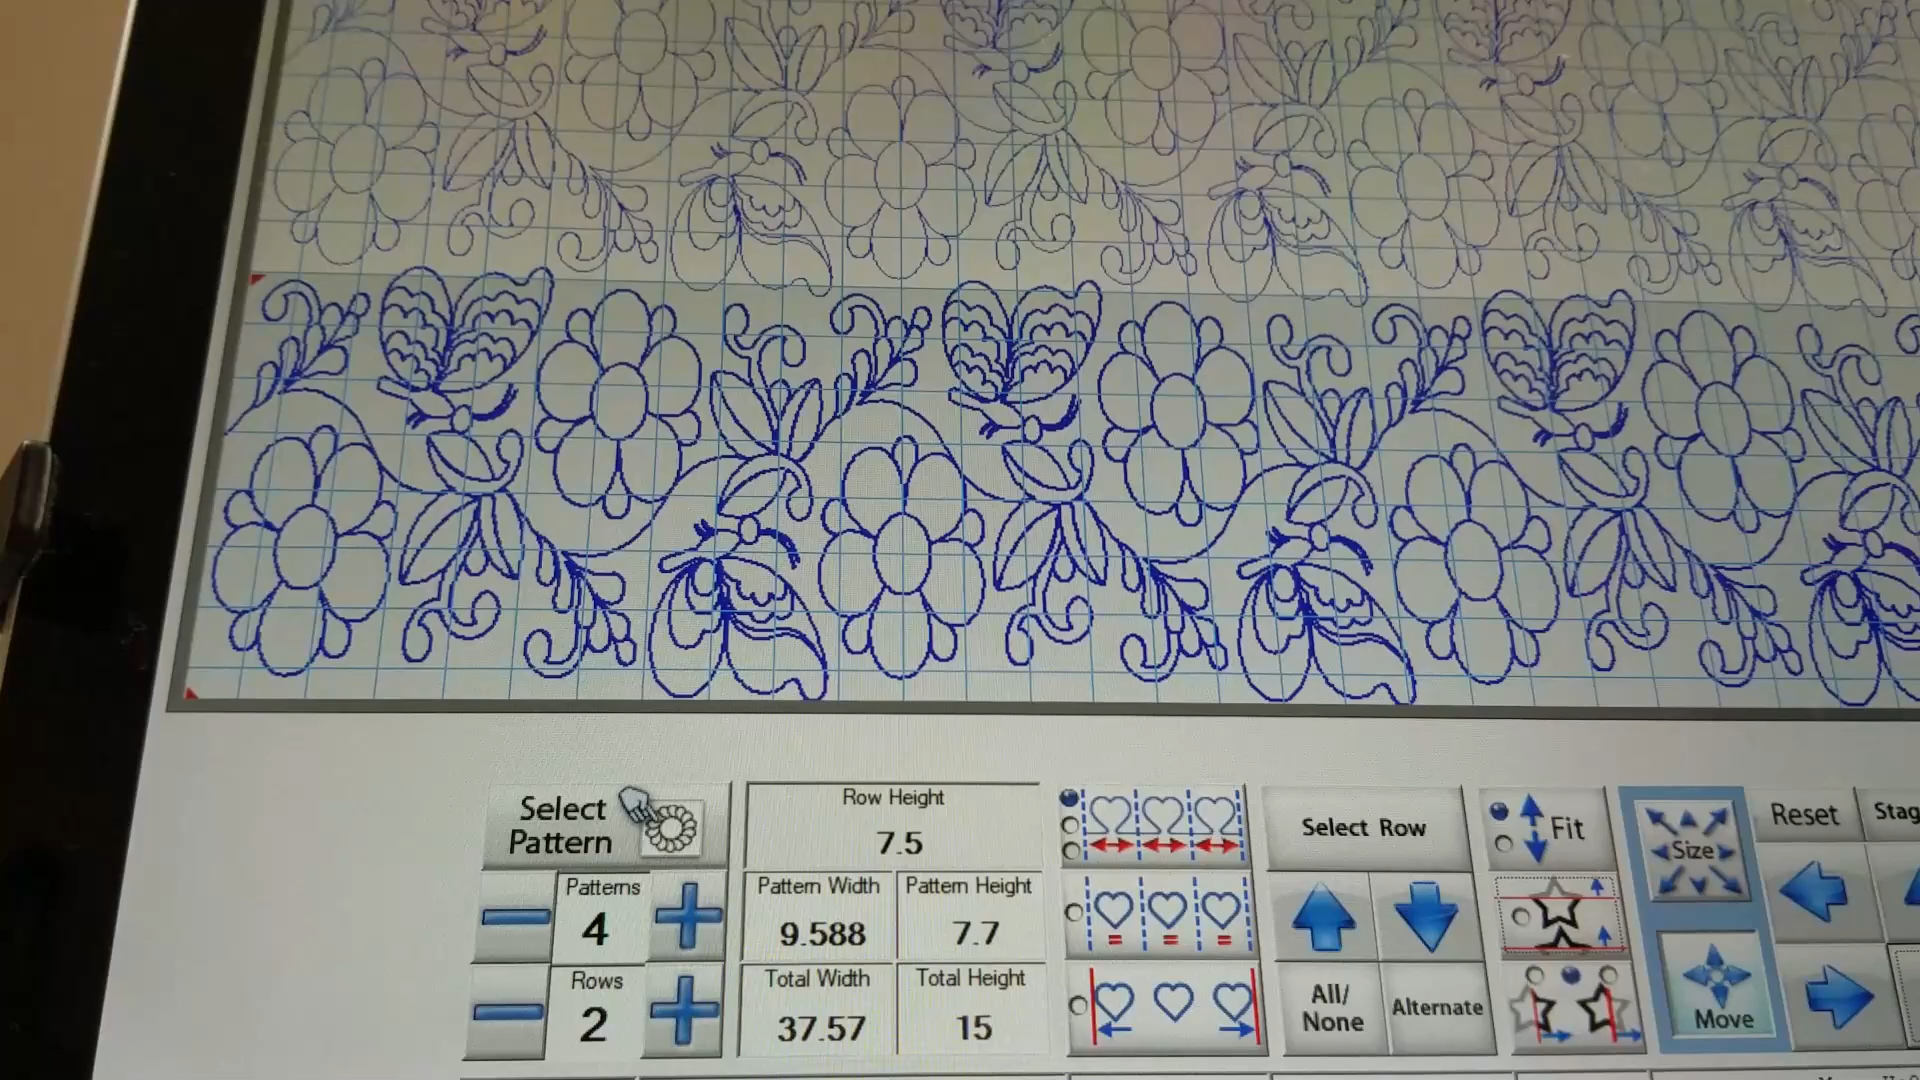 Select
Pattern
Row Height
7.5
Select Row
Fit
Size
Reset
Stag
Patterns
4
Pattern Width
9.588
Pattern Height
7.7
Rows
2
Total Width
37.57
Total Height
15
All/
None
Alternate
Move